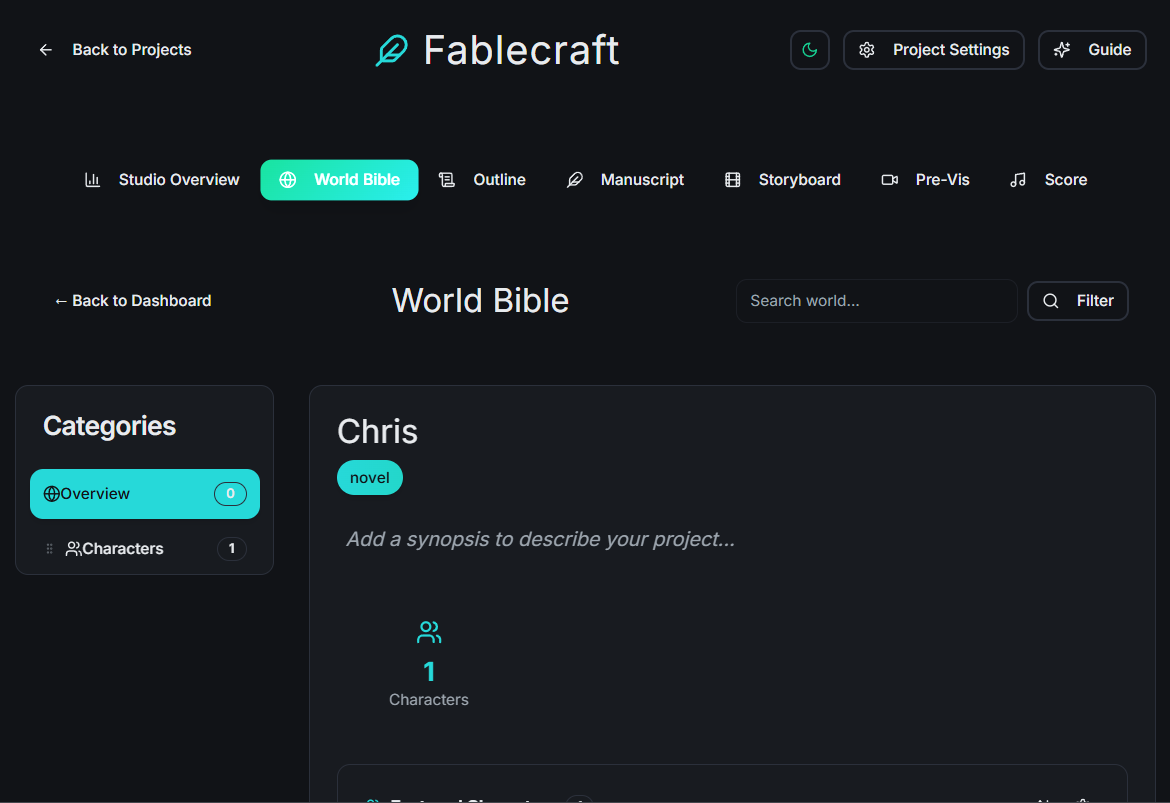 Back to Projects
Fablecraft
Project Settings
Guide
Studio Overview
World Bible
Outline
Manuscript
Storyboard
Pre-Vis
Score
← Back to Dashboard
World Bible
Search world...
Filter
Categories
Overview
0
Characters
1
Chris
novel
Add a synopsis to describe your project...
1
Characters